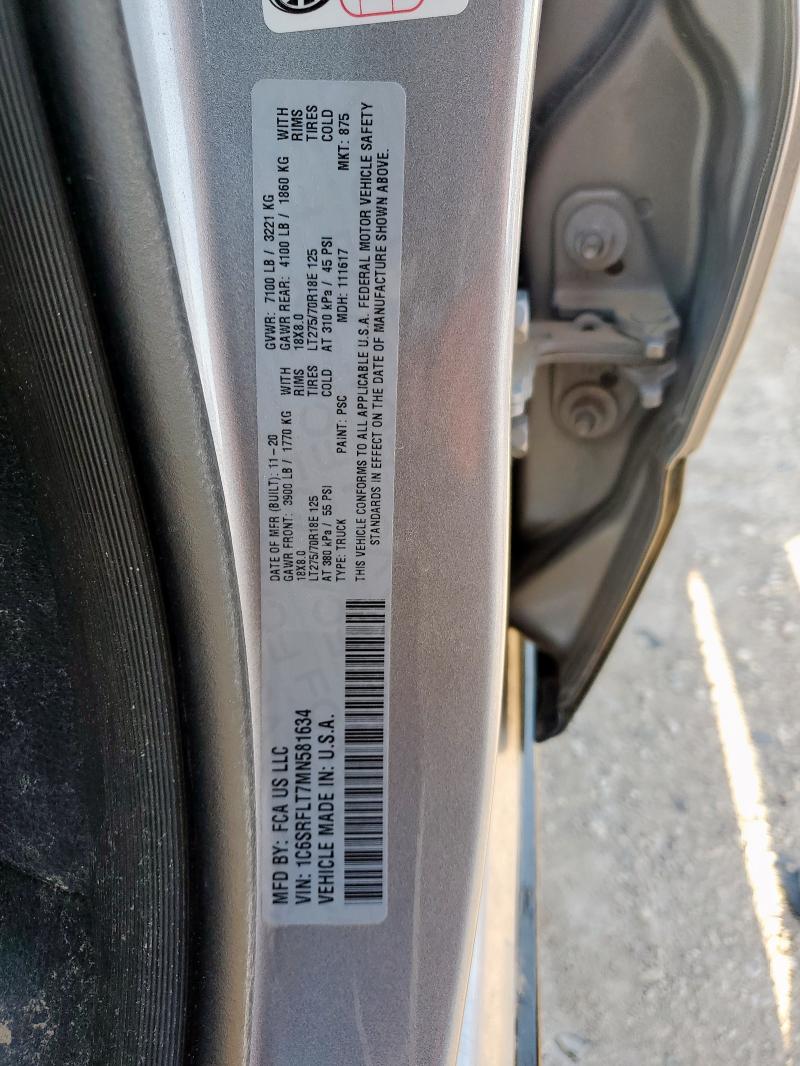 MFD BY: FCA US LLC
VIN: 1C6SRFLT7MN581634
VEHICLE MADE IN: U.S.A.
DATE OF MFR (BUILT): 11-20 GVWR: 7100 LB / 3221 KG
GAWR FRONT: 3900 LB / 1770 KG WITH GAWR REAR: 4100 LB / 1860 KG WITH
18X8.0 RIMS 18X8.0 RIMS
LT275/70R18E 125 TIRES LT275/70R18E 125 TIRES
AT 380 kPa / 55 PSI COLD AT 310 kPa / 45 PSI COLD
TYPE: TRUCK PAINT: PSC MDH: 111617 MKT: 875
THIS VEHICLE CONFORMS TO ALL APPLICABLE U.S.A. FEDERAL MOTOR VEHICLE SAFETY
STANDARDS IN EFFECT ON THE DATE OF MANUFACTURE SHOWN ABOVE.